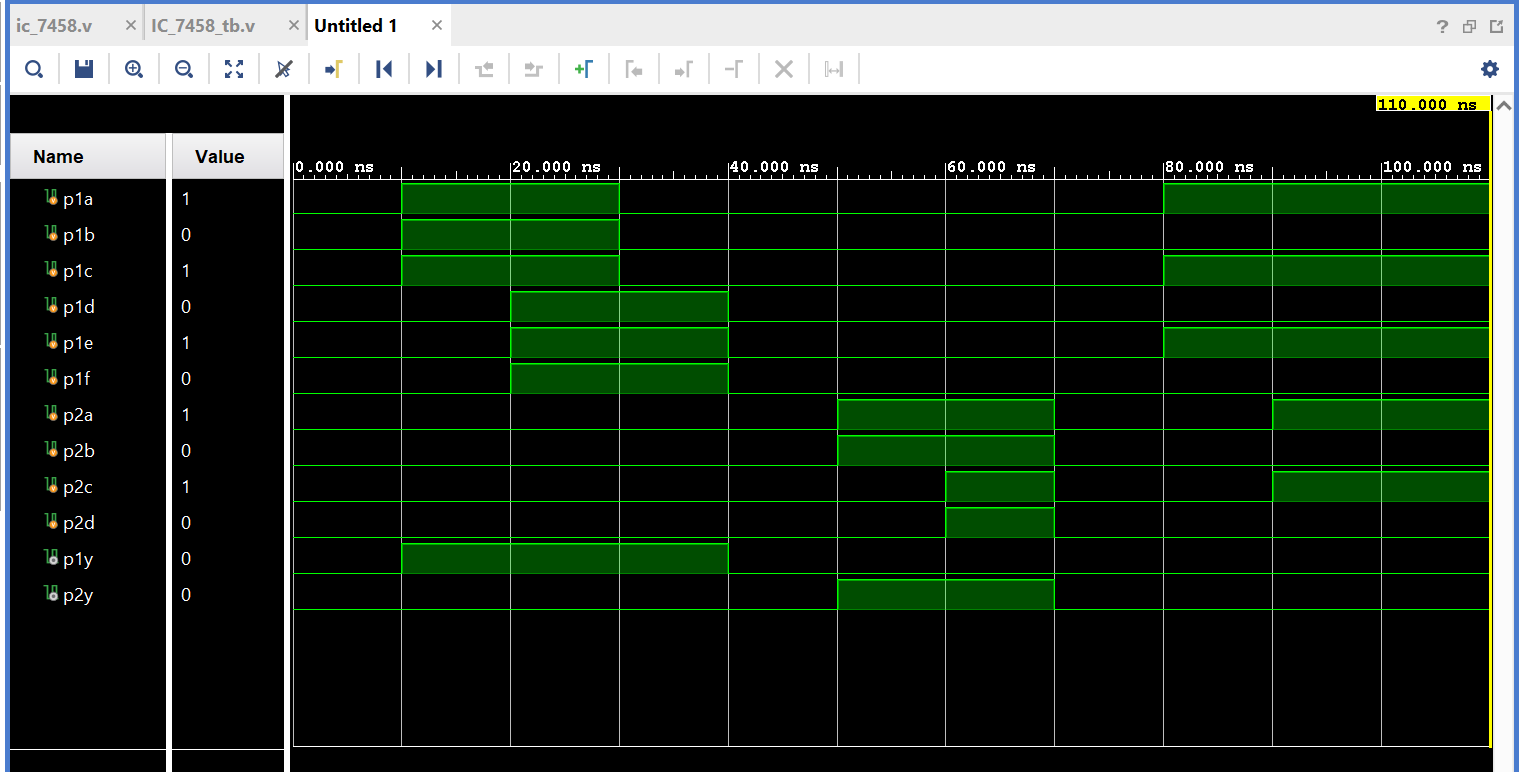 ic_7458.v × IC_7458_tb.v × Untitled 1 × ?
110.000 ns
Name Value 0.000 ns 20.000 ns 40.000 ns 60.000 ns 80.000 ns 100.000 ns
p1a 1
p1b 0
p1c 1
p1d 0
p1e 1
p1f 0
p2a 1
p2b 0
p2c 1
p2d 0
p1y 0
p2y 0